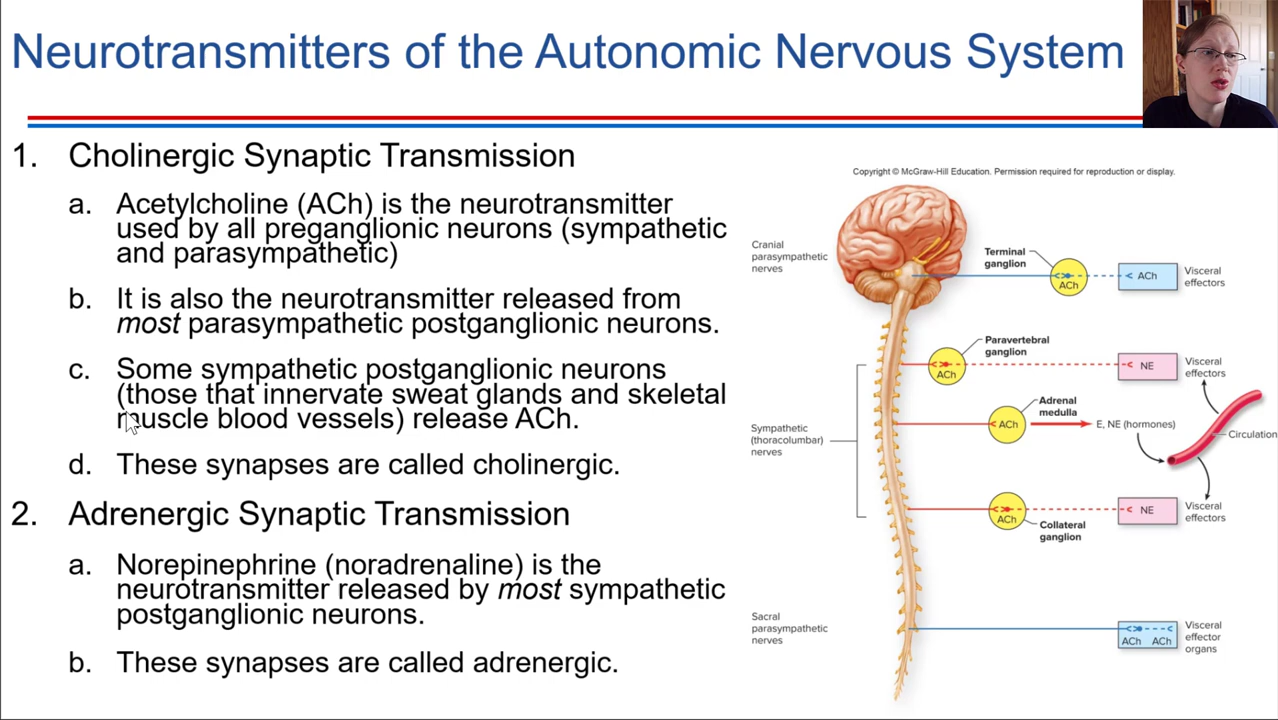 Neurotransmitters of the Autonomic Nervous System
1. Cholinergic Synaptic Transmission
a. Acetylcholine (ACh) is the neurotransmitter
used by all preganglionic neurons (sympathetic
and parasympathetic)
b. It is also the neurotransmitter released from
most parasympathetic postganglionic neurons.
c. Some sympathetic postganglionic neurons
(those that innervate sweat glands and skeletal
muscle blood vessels) release ACh.
d. These synapses are called cholinergic.
2. Adrenergic Synaptic Transmission
a. Norepinephrine (noradrenaline) is the
neurotransmitter released by most sympathetic
postganglionic neurons.
b. These synapses are called adrenergic.
Copyright © McGraw-Hill Education. Permission required for reproduction or display.
Cranial
parasympathetic
nerves
Terminal
ganglion
ACh
ACh
Visceral
effectors
Paravertebral
ganglion
ACh
NE
Visceral
effectors
Sympathetic
(thoracolumbar)
nerves
Adrenal
medulla
ACh
E, NE (hormones)
Circulation
ACh
Collateral
ganglion
NE
Visceral
effectors
Sacral
parasympathetic
nerves
ACh ACh
Visceral
effector
organs